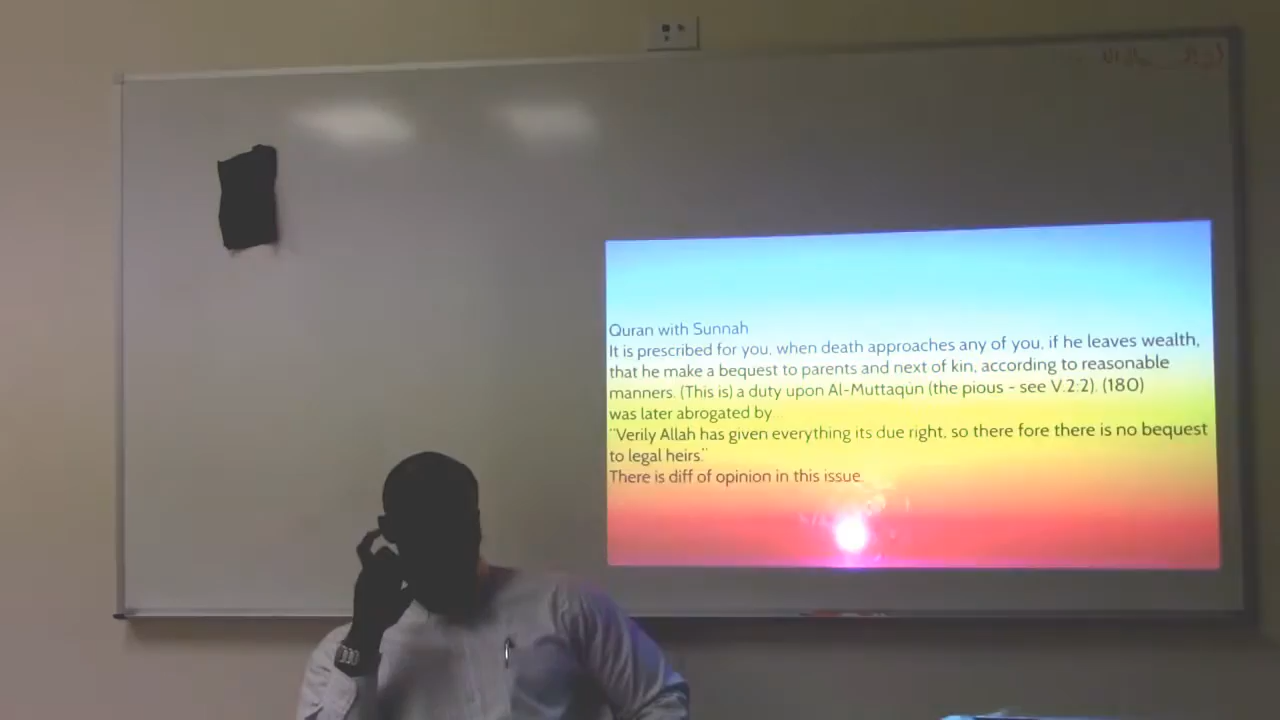 Quran with Sunnah
It is prescribed for you, when death approaches any of you, if he leaves wealth,
that he make a bequest to parents and next of kin, according to reasonable
manners. (This is) a duty upon Al-Muttaqûn (the pious - see V.2:2). (180)
was later abrogated by...
"Verily Allah has given everything its due right, so there fore there is no bequest
to legal heirs."
There is diff of opinion in this issue.